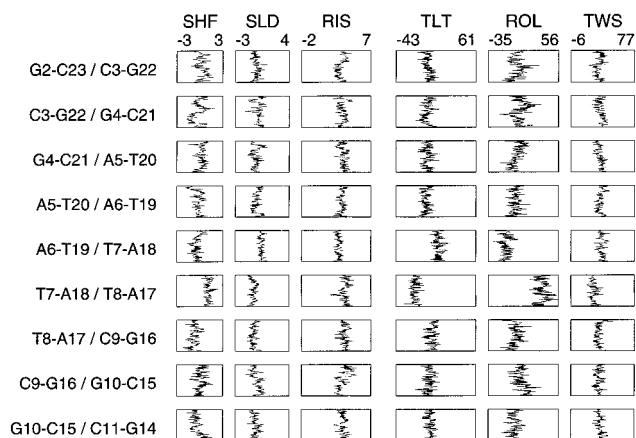 SHF SLD RIS TLT ROL TWS
-3 3 -3 4 -2 7 -43 61 -35 56 -6 77
G2-C23 / C3-G22
C3-G22 / G4-C21
G4-C21 / A5-T20
A5-T20 / A6-T19
A6-T19 / T7-A18
T7-A18 / T8-A17
T8-A17 / C9-G16
C9-G16 / G10-C15
G10-C15 / C11-G14